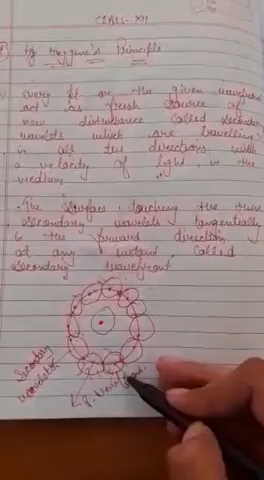 CLASS-XII
Huygens's Principle
every pt on the given wavefront
act as fresh source of
new disturbance called secondary
wavelets which are travelling
in all the directions with
a velocity of light in the
medium
The surface touching the these
secondary wavelets tangentially
in the forward direction
at any instant called
secondary wavefront
Secondary
wavelets